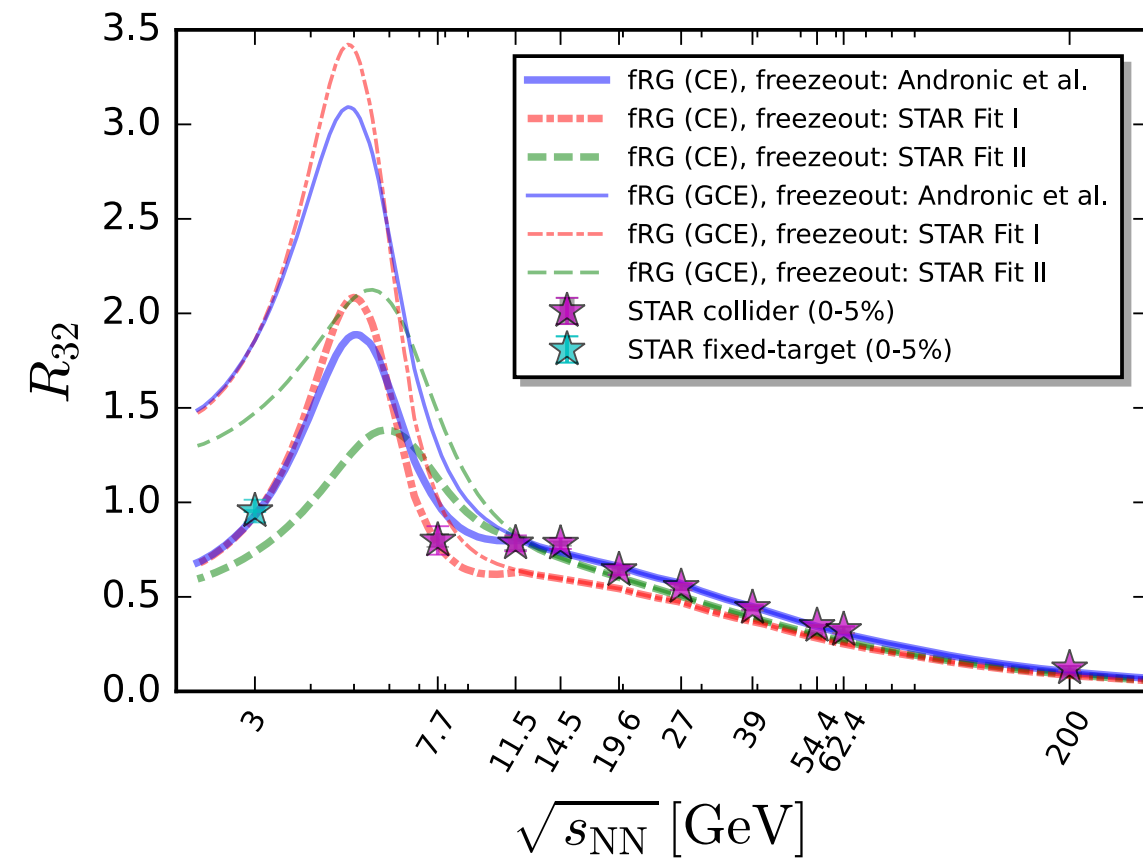 3.5
3.0
2.5
2.0
1.5
1.0
0.5
0.0
R32
fRG (CE), freezeout: Andronic et al.
fRG (CE), freezeout: STAR Fit I
fRG (CE), freezeout: STAR Fit II
fRG (GCE), freezeout: Andronic et al.
fRG (GCE), freezeout: STAR Fit I
fRG (GCE), freezeout: STAR Fit II
STAR collider (0-5%)
STAR fixed-target (0-5%)
3
7.7
11.5
14.5
19.6
27
39
54.4
62.4
200
√sNN [GeV]